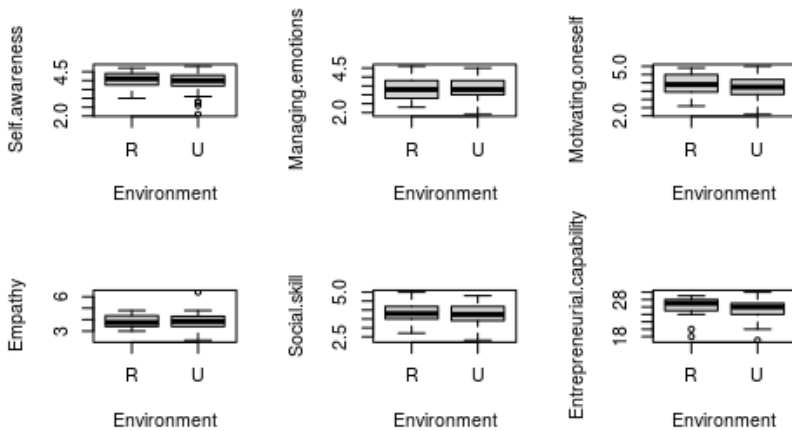 Self.awareness
4.5
2.0
R U
Environment
Managing.emotions
4.5
2.0
R U
Environment
Motivating.oneself
5.0
2.0
R U
Environment
Empathy
6
3
R U
Environment
Social.skill
5.0
2.5
R U
Environment
Entrepreneurial.capability
28
18
R U
Environment